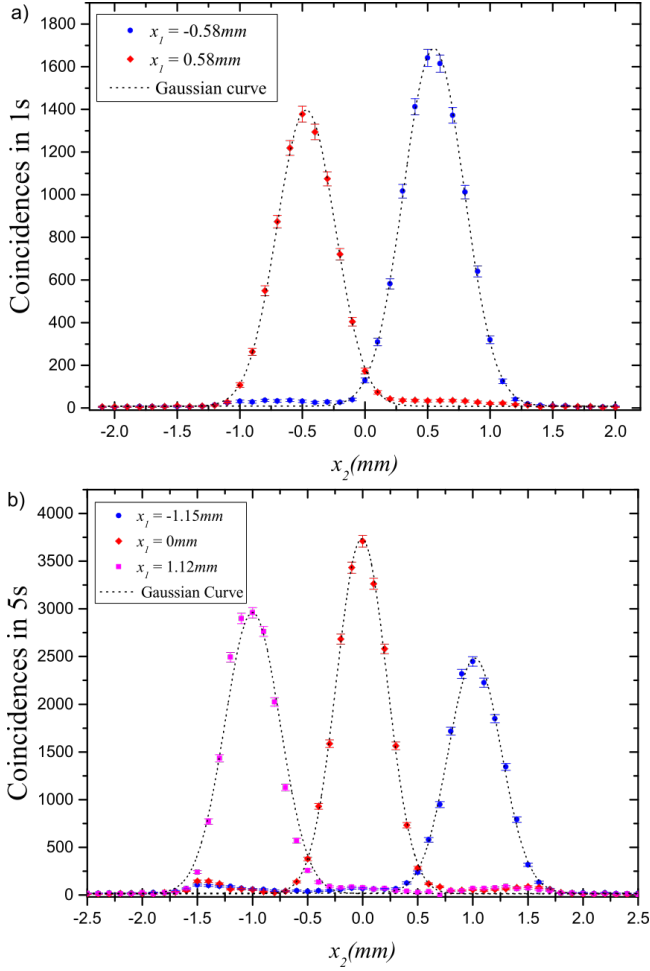 a)
1800
1600
1400
1200
1000
800
600
400
200
0
Coincidences in 1s
x₁ = -0.58mm
x₁ = 0.58mm
Gaussian curve
-2.0 -1.5 -1.0 -0.5 0.0 0.5 1.0 1.5 2.0
x₂(mm)
b)
4000
3500
3000
2500
2000
1500
1000
500
0
Coincidences in 5s
x₁ = -1.15mm
x₁ = 0mm
x₁ = 1.12mm
Gaussian Curve
-2.5 -2.0 -1.5 -1.0 -0.5 0.0 0.5 1.0 1.5 2.0 2.5
x₂(mm)